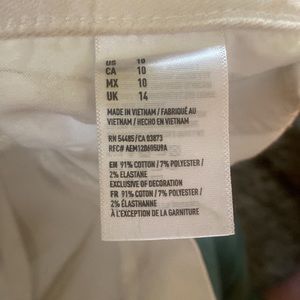 US 10
CA 10
MX 10
UK 14
MADE IN VIETNAM / FABRIQUÉ AU
VIETNAM / HECHO EN VIETNAM
RN 54485/CA 03873
EN 91% COTTON / 7% POLYESTER /
2% ELASTANE
EXCLUSIVE OF DECORATION
FR 91% COTON / 7% POLYESTER /
2% ÉLASTHANNE
À L'EXCEPTION DE LA GARNITURE